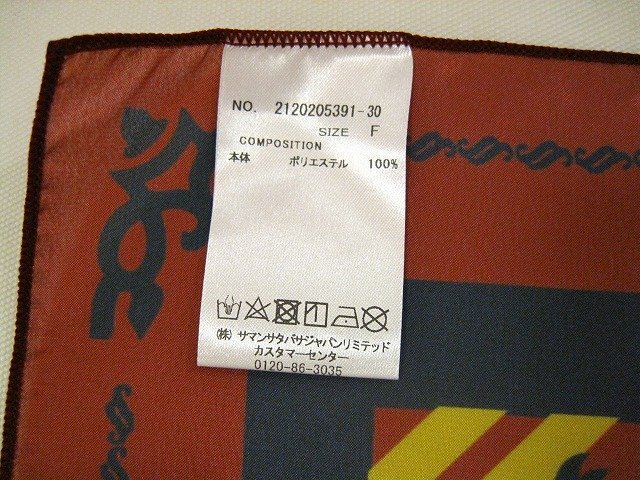 NO. 2120205391-30
SIZE F
COMPOSITION
本体 ポリエステル 100%
(株) サマンサタバサジャパンリミテッド
カスタマーセンター
0120-86-3035